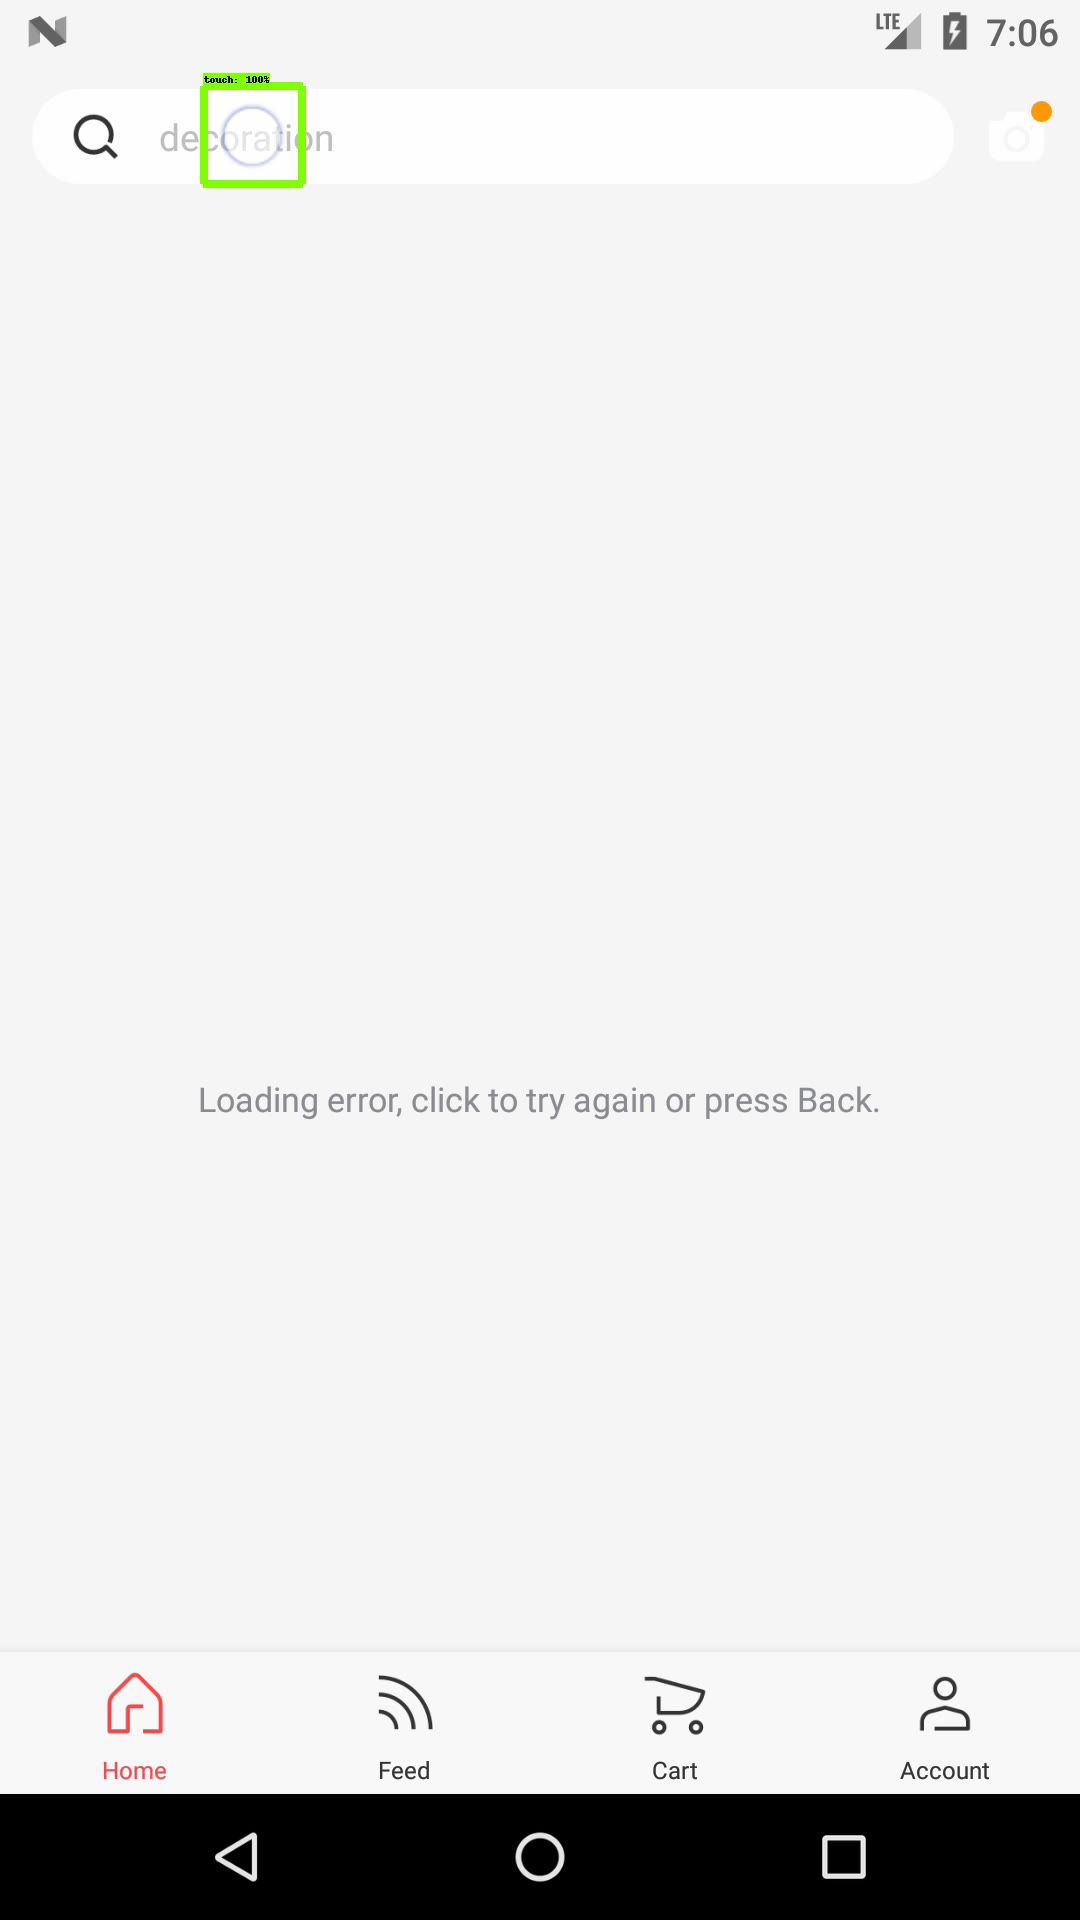 LTE 7:06
touch: 100%
decoration
Loading error, click to try again or press Back.
Home Feed Cart Account